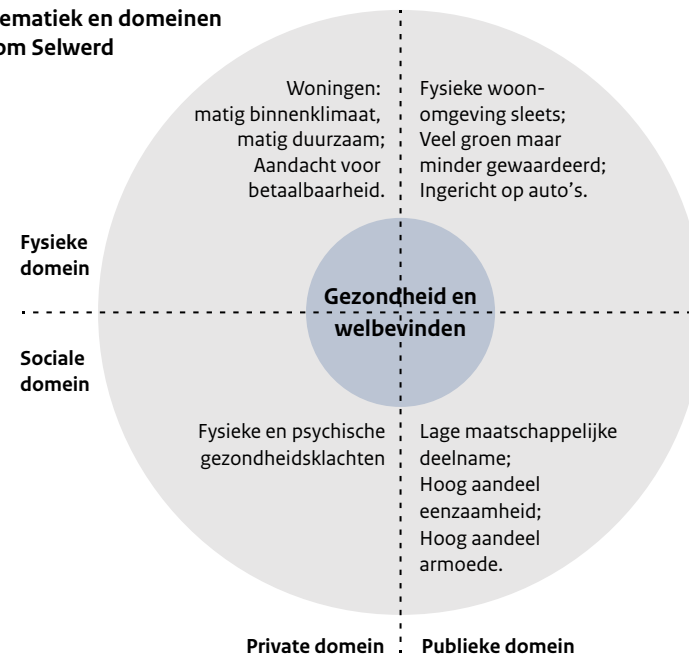 ematiek en domeinen
om Selwerd
Woningen:
matig binnenklimaat,
matig duurzaam;
Aandacht voor
betaalbaarheid.
Fysieke woon-
omgeving sleets;
Veel groen maar
minder gewaardeerd;
Ingericht op auto's.
Fysieke
domein
Gezondheid en
welbevinden
Sociale
domein
Fysieke en psychische
gezondheidsklachten
Lage maatschappelijke
deelname;
Hoog aandeel
eenzaamheid;
Hoog aandeel
armoede.
Private domein
Publieke domein